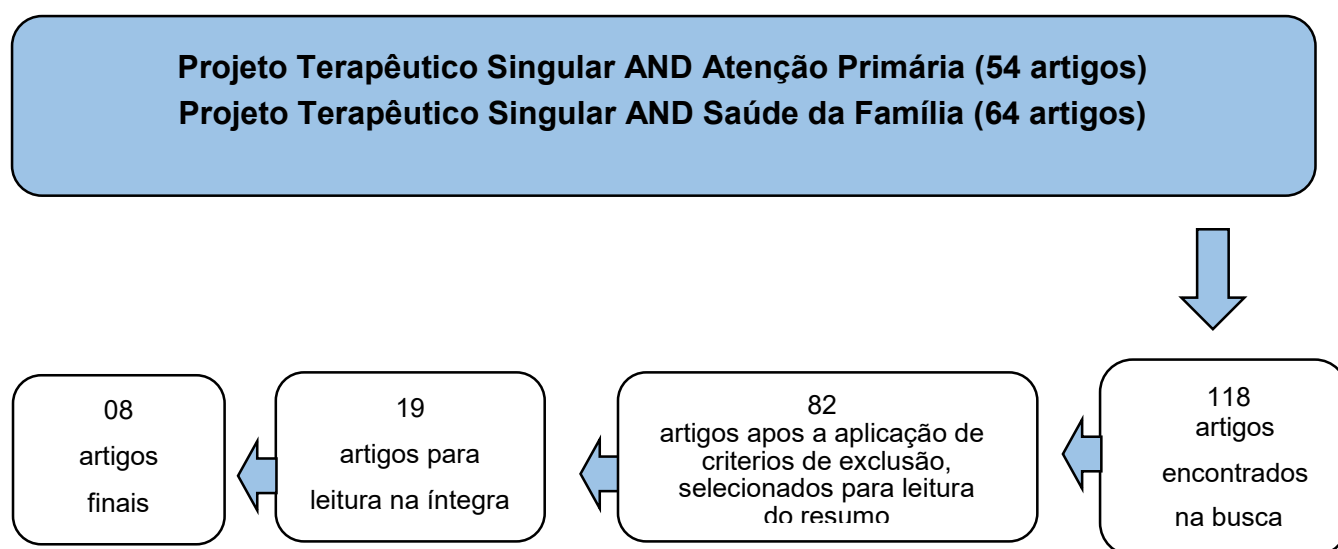 Projeto Terapêutico Singular AND Atenção Primária (54 artigos)
Projeto Terapêutico Singular AND Saúde da Família (64 artigos)
118
artigos
encontrados
na busca
82
artigos apos a aplicação de
criterios de exclusão,
selecionados para leitura
do resumo
19
artigos para
leitura na íntegra
08
artigos
finais